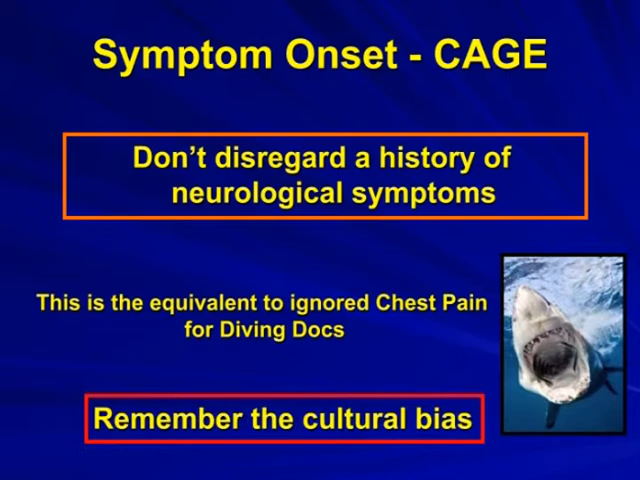 Symptom Onset - CAGE
Don't disregard a history of
neurological symptoms
This is the equivalent to ignored Chest Pain
for Diving Docs
Remember the cultural bias